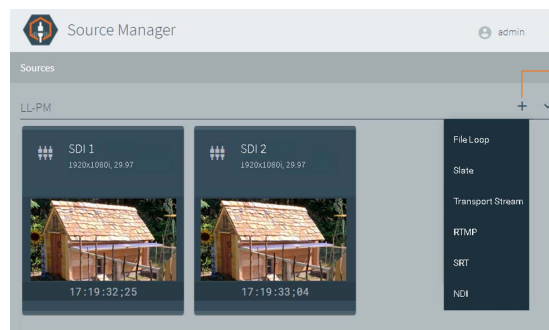 Source Manager
admin
Sources
LL-PM
+
SDI 1
1920x1080i, 29.97
17:19:32;25
SDI 2
1920x1080i, 29.97
17:19:33;04
File Loop
Slate
Transport Stream
RTMP
SRT
NDI